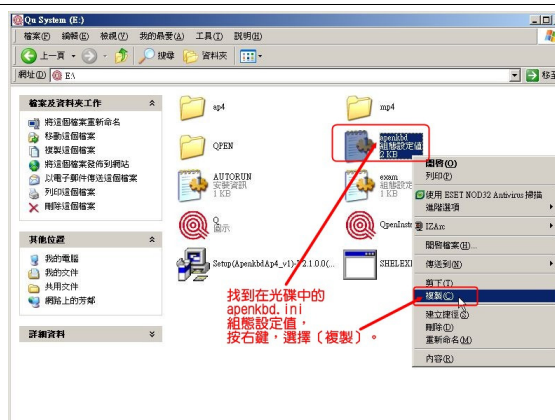 Qu System (E:)
檔案(F) 編輯(E) 檢視(V) 我的最愛(A) 工具(T) 說明(H)
上一頁 搜尋 資料夾
網址(D) E:\ 移至
檔案及資料夾工作
將這個檔案重新命名
移動這個檔案
複製這個檔案
將這個檔案發佈到網站
以電子郵件傳送這個檔案
列印這個檔案
刪除這個檔案
其他位置
我的電腦
我的文件
共用文件
網路上的芳鄰
詳細資料
ap4
mp4
QPEN
apenkbd
組態設定值
2 KB
AUTORUN
安裝資訊
1 KB
exam
組態設定
1 KB
Q
圖示
Setup(ApenkbdAp4_v1)-V2.1.0.0(...
SHELEXE
開啟(O)
列印(P)
使用 ESET NOD32 Antivirus 掃描
進階選項
IZArc
開啟檔案(H)...
傳送到(N)
剪下(T)
複製(C)
建立捷徑(S)
刪除(D)
重新命名(M)
內容(R)
找到在光碟中的
apenkbd.ini
組態設定值，
按右鍵，選擇〔複製〕。